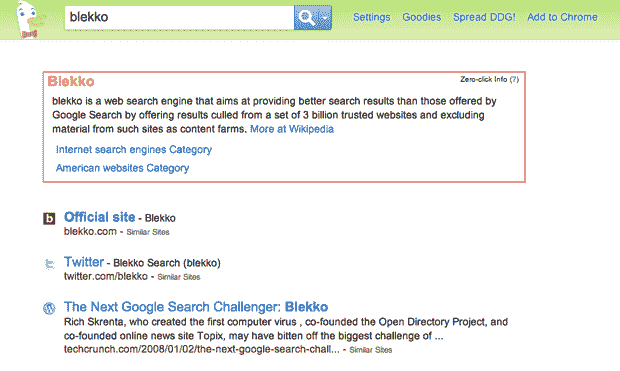 blekko
Settings Goodies Spread DDG! Add to Chrome
Blekko
Zero-click Info (?)
blekko is a web search engine that aims at providing better search results than those offered by
Google Search by offering results culled from a set of 3 billion trusted websites and excluding
material from such sites as content farms. More at Wikipedia
Internet search engines Category
American websites Category
b Official site - Blekko
blekko.com - Similar Sites
Twitter - Blekko Search (blekko)
twitter.com/blekko - Similar Sites
The Next Google Search Challenger: Blekko
Rich Skrenta, who created the first computer virus , co-founded the Open Directory Project, and
co-founded online news site Topix, may have bitten off the biggest challenge of ...
techcrunch.com/2008/01/02/the-next-google-search-chall... - Similar Sites